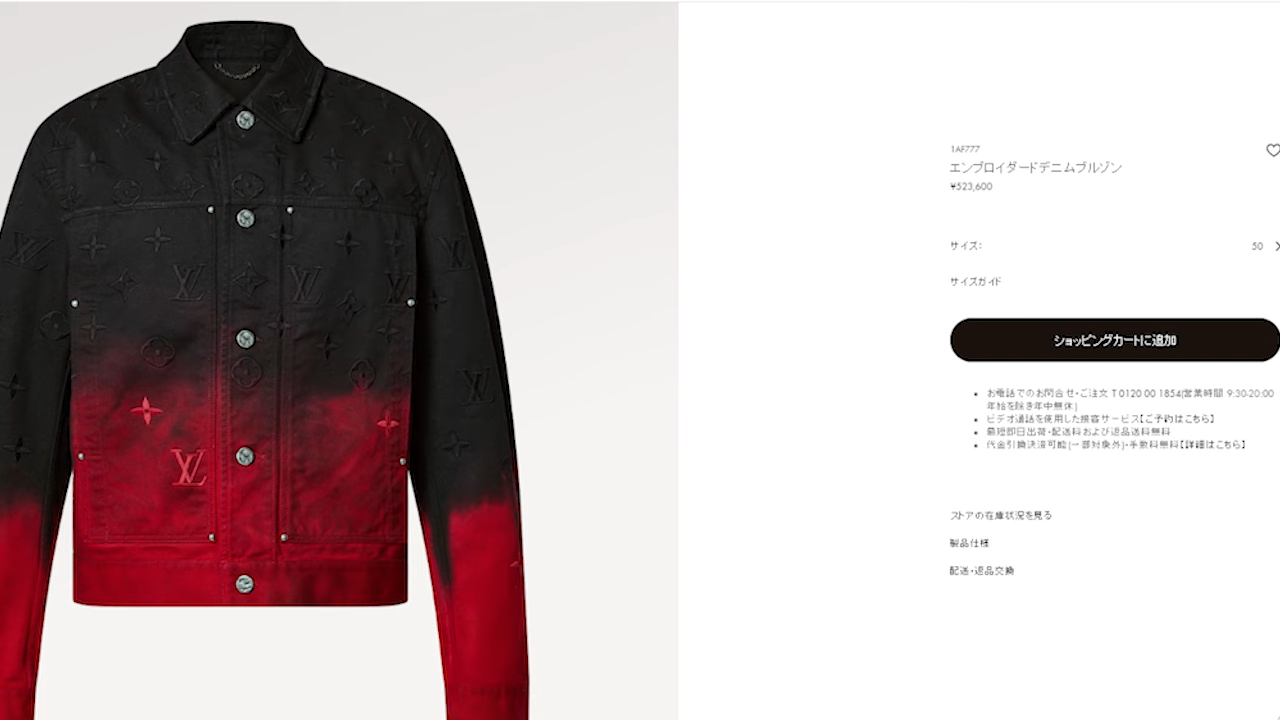 1AF777
エンブロイダードデニムブルゾン
¥523,600
サイズ:
50
サイズガイド
ショッピングカートに追加
お電話でのお問合せ・ご注文 T 0120 00 1854(営業時間 9:30-20:00
年始を除き年中無休)
ビデオ通話を使用した接客サービス【ご予約はこちら】
最短即日出荷・配送料および返品送料無料
代金引換決済可能(一部対象外)・手数料無料【詳細はこちら】
ストアの在庫状況を見る
製品仕様
配送・返品交換